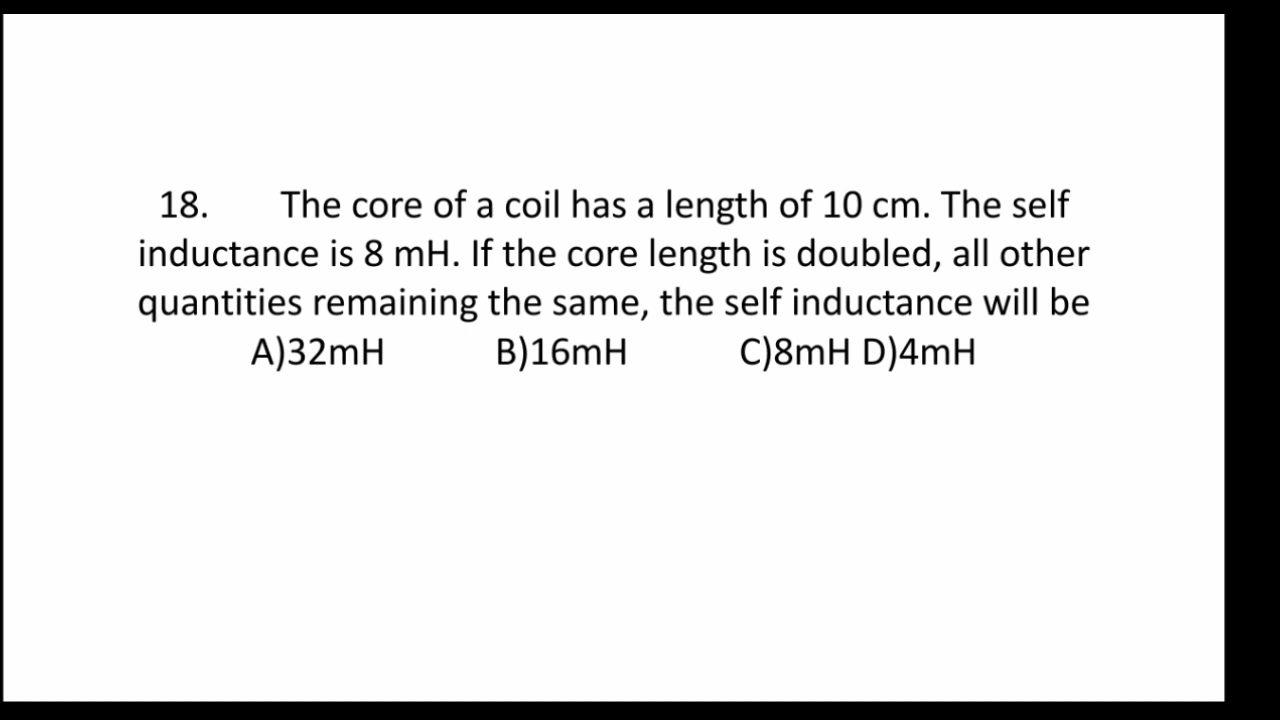 18. The core of a coil has a length of 10 cm. The self
inductance is 8 mH. If the core length is doubled, all other
quantities remaining the same, the self inductance will be
A)32mH B)16mH C)8mH D)4mH